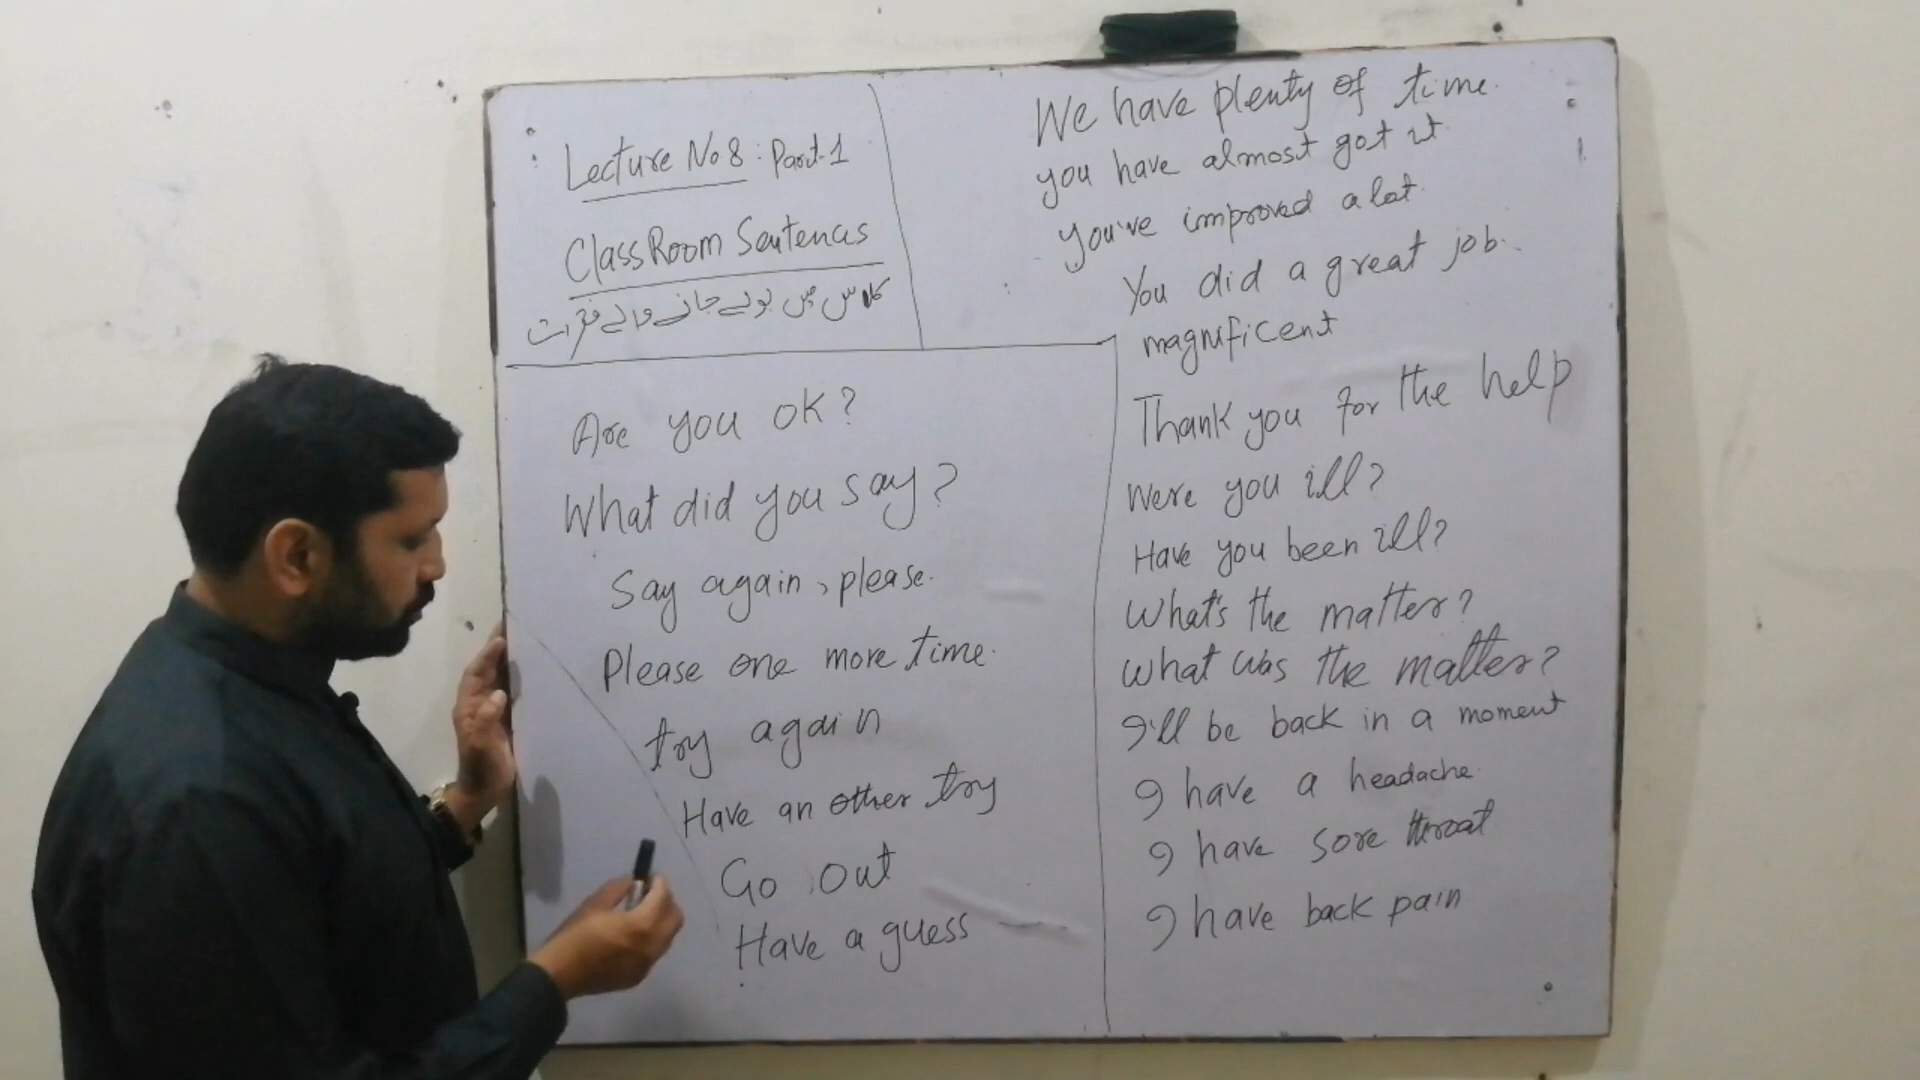 Lecture No 8: Part-1
ClassRoom Sentences
کلاس میں بولے جانے والے فقرات
Are you ok?
What did you say?
Say again, please.
Please one more time.
try again
Have an other try
Go out
Have a guess
We have plenty of time.
you have almost got it.
you've improved a lot.
You did a great job.
magnificent
Thank you for the help
Were you ill?
Have you been ill?
What's the matter?
What was the matter?
I'll be back in a moment
I have a headache.
I have sore throat
I have back pain